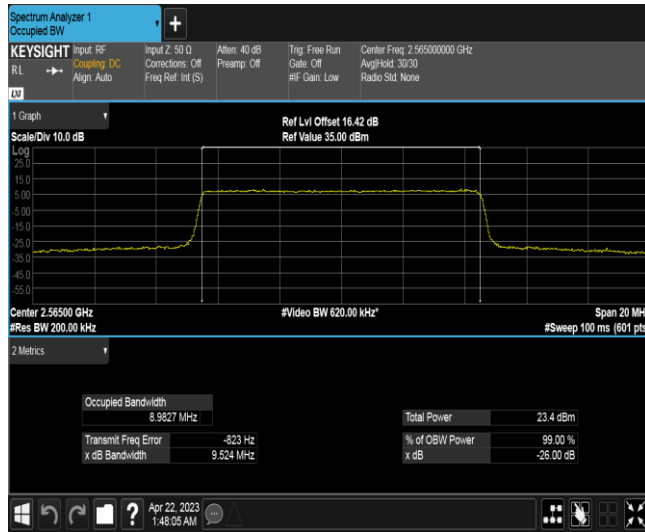 Spectrum Analyzer 1
Occupied BW
KEYSIGHT
RL
LXI
Input: RF
Coupling: DC
Align: Auto
Input Z: 50 Ω
Corrections: Off
Freq Ref: Int (S)
Atten: 40 dB
Preamp: Off
Trig: Free Run
Gate: Off
#IF Gain: Low
Center Freq: 2.565000000 GHz
Avg|Hold: 30/30
Radio Std: None
1 Graph
Scale/Div 10.0 dB
Ref Lvl Offset 16.42 dB
Ref Value 35.00 dBm
Log
25.0
15.0
5.00
-5.00
-15.0
-25.0
-35.0
-45.0
-55.0
Center 2.56500 GHz
#Video BW 620.00 kHz*
Span 20 MH
#Res BW 200.00 kHz
#Sweep 100 ms (601 pts
2 Metrics
Occupied Bandwidth
8.9827 MHz
Total Power 23.4 dBm
Transmit Freq Error -823 Hz
% of OBW Power 99.00 %
x dB Bandwidth 9.524 MHz
x dB -26.00 dB
?
Apr 22, 2023
1:48:05 AM